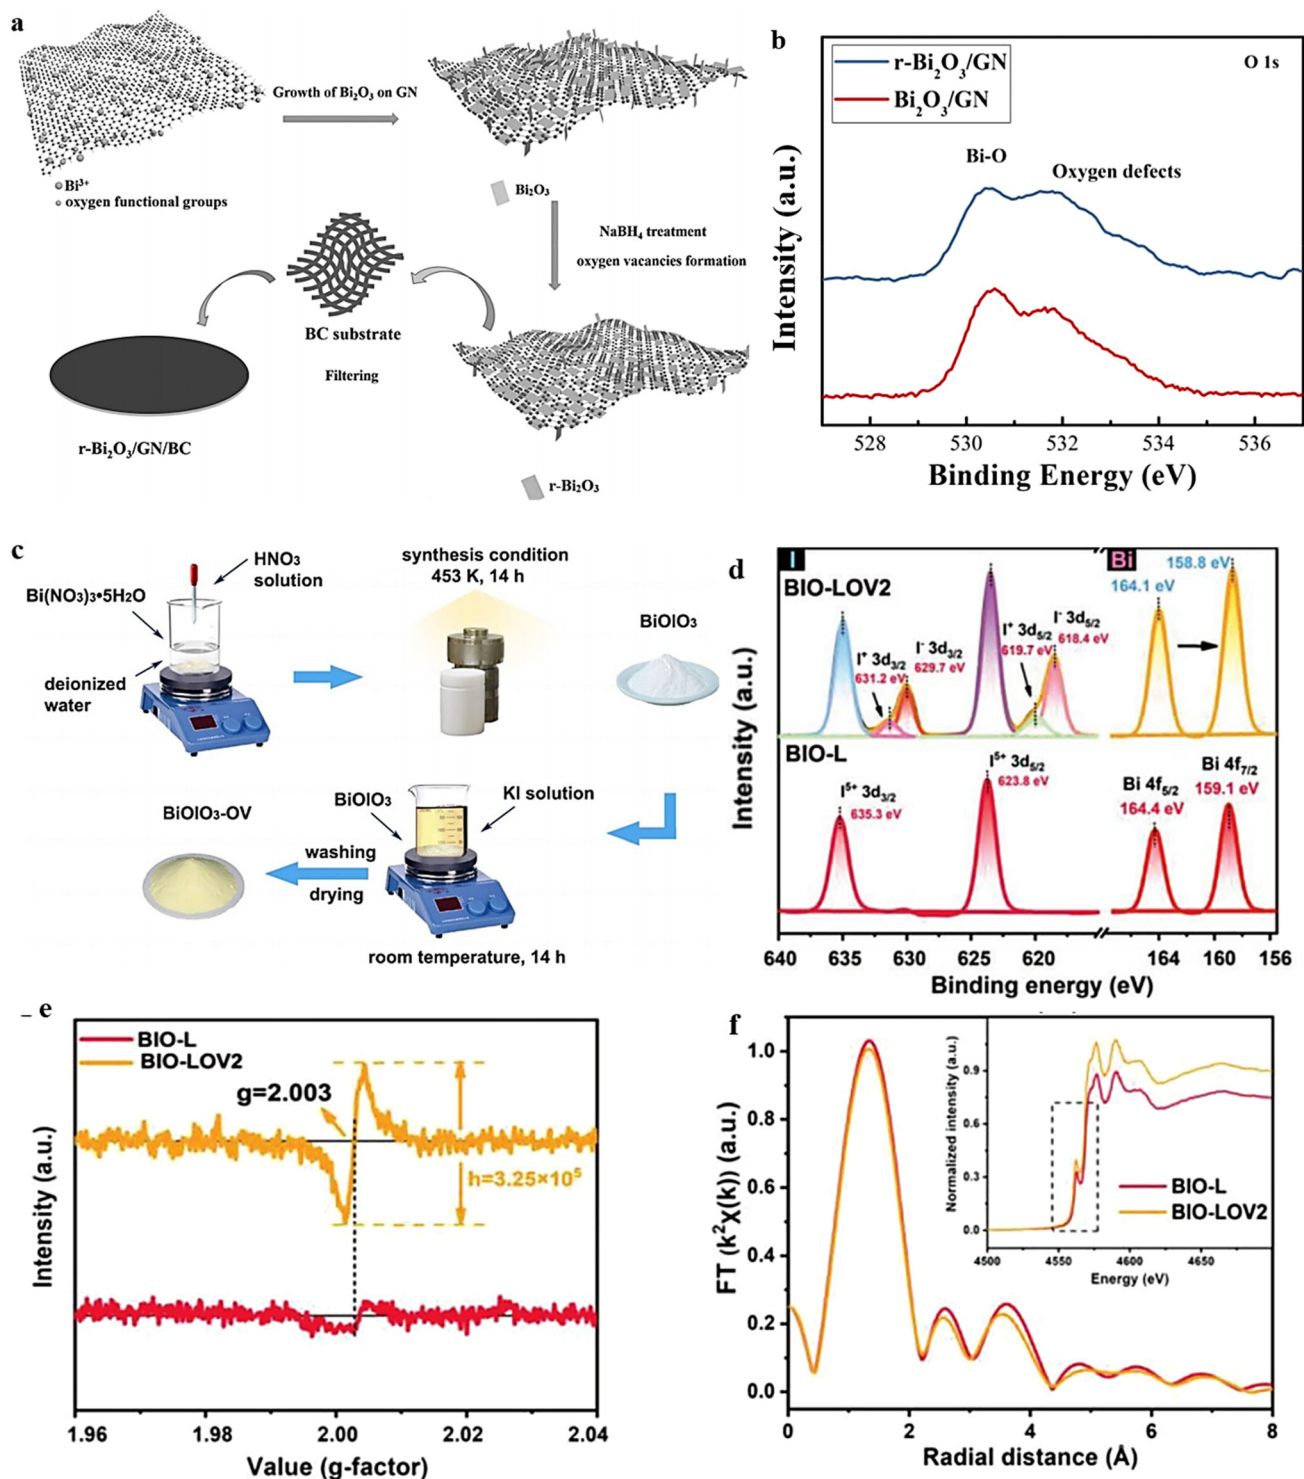 a
Growth of Bi₂O₃ on GN
Bi³⁺
oxygen functional groups
Bi₂O₃
NaBH₄ treatment
oxygen vacancies formation
BC substrate
Filtering
r-Bi₂O₃/GN/BC
r-Bi₂O₃
b
r-Bi₂O₃/GN
Bi₂O₃/GN
O 1s
Bi-O
Oxygen defects
Intensity (a.u.)
528 530 532 534 536
Binding Energy (eV)
c
HNO₃
solution
Bi(NO₃)₃•5H₂O
deionized
water
synthesis condition
453 K, 14 h
BiOIO₃
BiOIO₃-OV
washing
drying
BiOIO₃
KI solution
room temperature, 14 h
d
I
Bi
BIO-LOV2
I⁺ 3d₃/₂
631.2 eV
I⁻ 3d₃/₂
629.7 eV
I⁺ 3d₅/₂
619.7 eV
I⁻ 3d₅/₂
618.4 eV
164.1 eV
158.8 eV
BIO-L
I⁵⁺ 3d₃/₂
635.3 eV
I⁵⁺ 3d₅/₂
623.8 eV
Bi 4f₅/₂
164.4 eV
Bi 4f₇/₂
159.1 eV
Intensity (a.u.)
640 635 630 625 620 164 160 156
Binding energy (eV)
e
BIO-L
BIO-LOV2
g=2.003
h=3.25×10⁵
Intensity (a.u.)
1.96 1.98 2.00 2.02 2.04
Value (g-factor)
f
FT (k²χ(k)) (a.u.)
1.0
0.8
0.6
0.4
0.2
0.0
0 2 4 6 8
Radial distance (Å)
Normalized intensity (a.u.)
0.9
0.6
0.3
0.0
BIO-L
BIO-LOV2
4500 4550 4600 4650
Energy (eV)